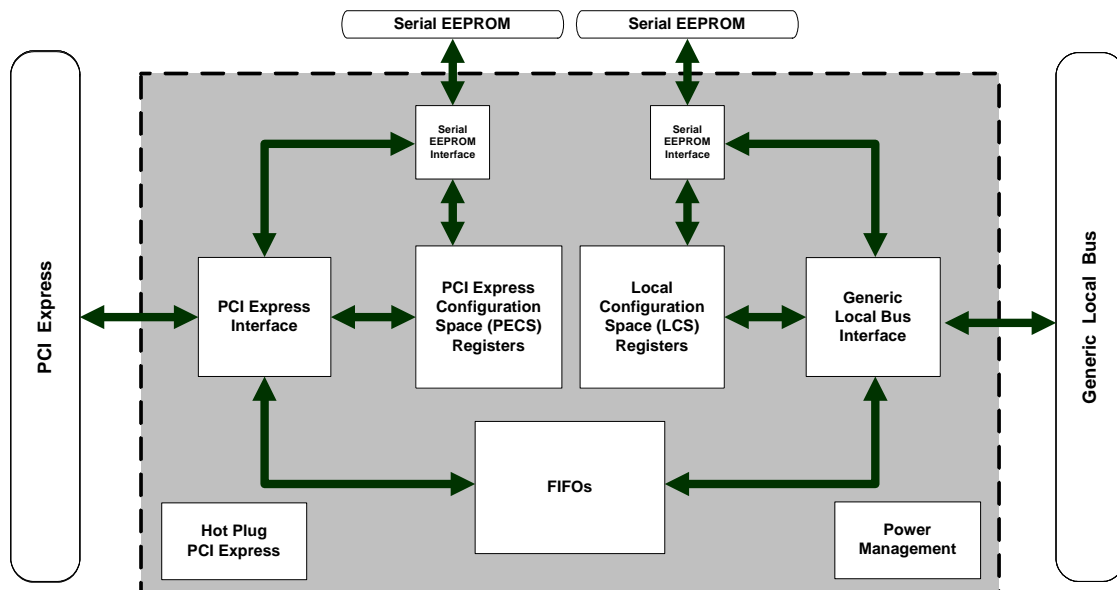 Serial EEPROM
Serial EEPROM
PCI Express
Serial
EEPROM
Interface
Serial
EEPROM
Interface
PCI Express
Interface
PCI Express
Configuration
Space (PECS)
Registers
Local
Configuration
Space (LCS)
Registers
Generic
Local Bus
Interface
Generic Local Bus
FIFOs
Hot Plug
PCI Express
Power
Management